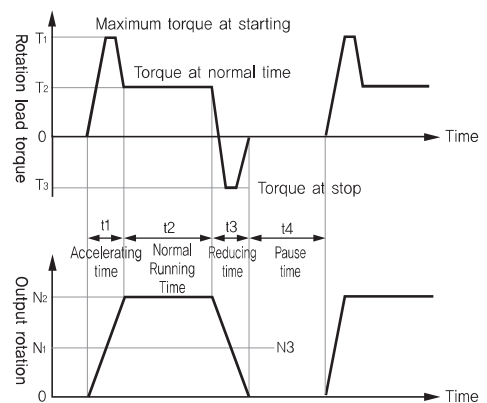 Maximum torque at starting
T1
Torque at normal time
T2
Rotation
load torque
0
Time
T3
Torque at stop
t1
t2
t3
t4
Accelerating
time
Normal
Running
Time
Reducing
time
Pause
time
Output rotation
N2
N1
N3
0
Time